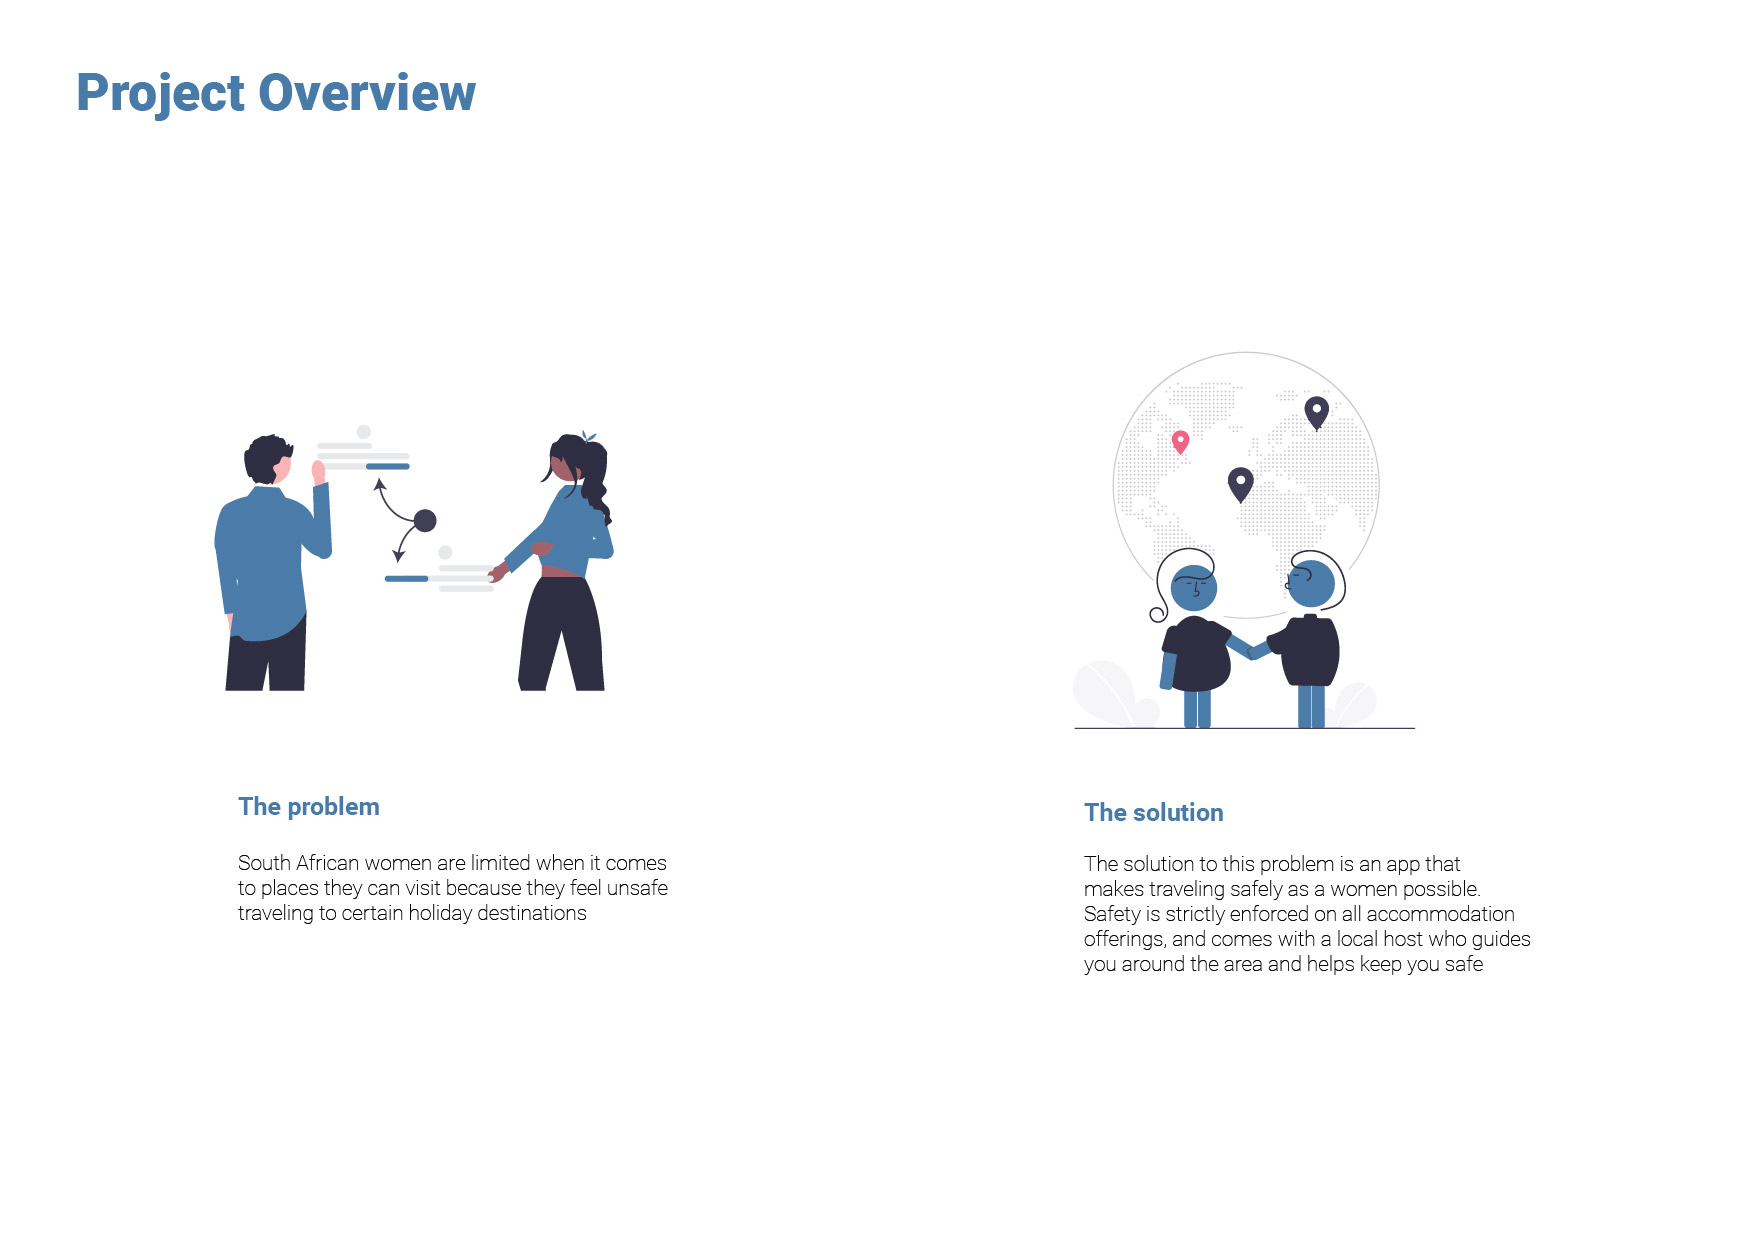 Project Overview
The problem
South African women are limited when it comes
to places they can visit because they feel unsafe
traveling to certain holiday destinations
The solution
The solution to this problem is an app that
makes traveling safely as a women possible.
Safety is strictly enforced on all accommodation
offerings, and comes with a local host who guides
you around the area and helps keep you safe